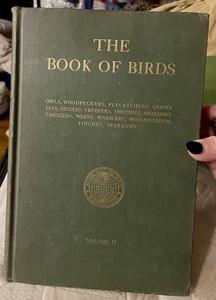 THE
BOOK OF BIRDS
OWLS, WOODPECKERS, FLYCATCHERS, CROWS
JAYS, ORIOLES, CREEPERS, THRUSHES, SWALLOWS
TANAGERS, WRENS, WARBLERS, HUMMINGBIRDS
FINCHES, SPARROWS
VOLUME II